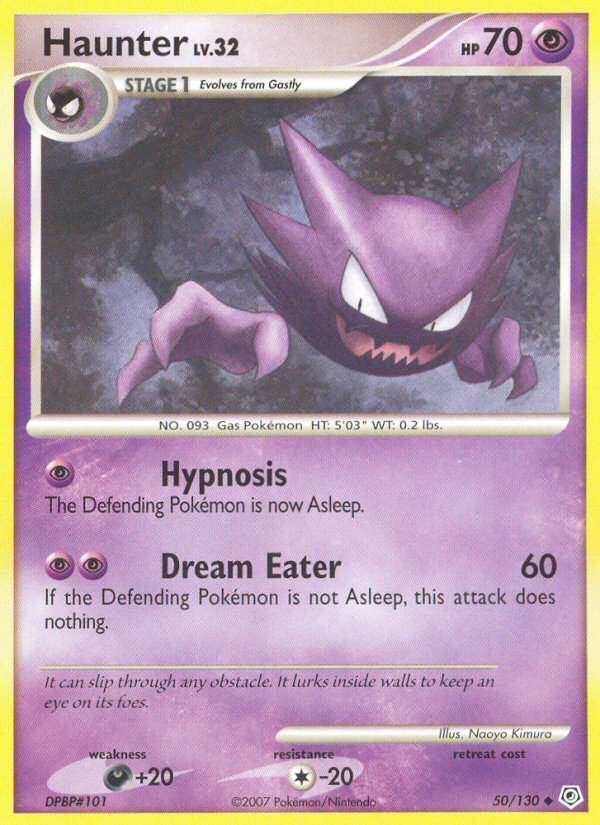 Haunter LV.32 HP 70
STAGE 1 Evolves from Gastly
NO. 093 Gas Pokémon HT: 5'03" WT: 0.2 lbs.
Hypnosis
The Defending Pokémon is now Asleep.
Dream Eater 60
If the Defending Pokémon is not Asleep, this attack does
nothing.
It can slip through any obstacle. It lurks inside walls to keep an
eye on its foes.
Illus. Naoyo Kimura
weakness resistance retreat cost
+20 -20
DPBP#101 ©2007 Pokémon/Nintendo 50/130